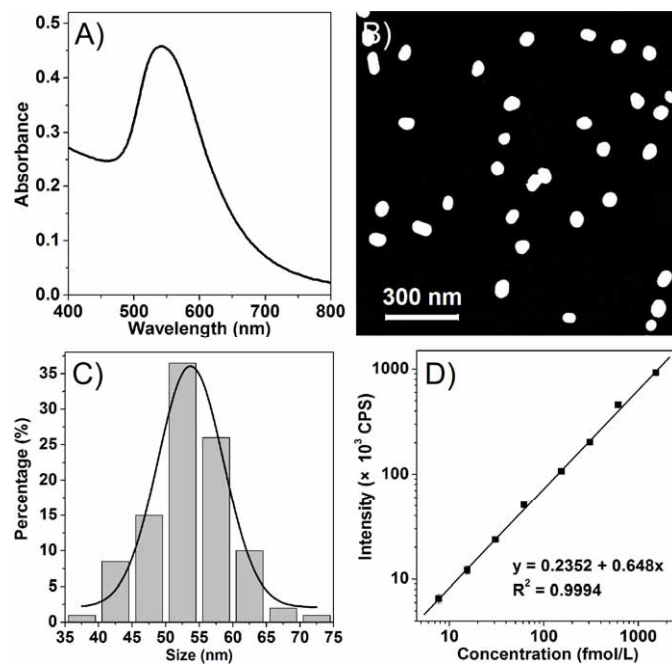 A)
0.5
0.4
0.3
0.2
0.1
0.0
Absorbance
400 500 600 700 800
Wavelength (nm)
B)
300 nm
C)
35
30
25
20
15
10
5
0
Percentage (%)
35 40 45 50 55 60 65 70 75
Size (nm)
D)
1000
100
10
Intensity (× 10³ CPS)
y = 0.2352 + 0.648x
R² = 0.9994
10 100 1000
Concentration (fmol/L)